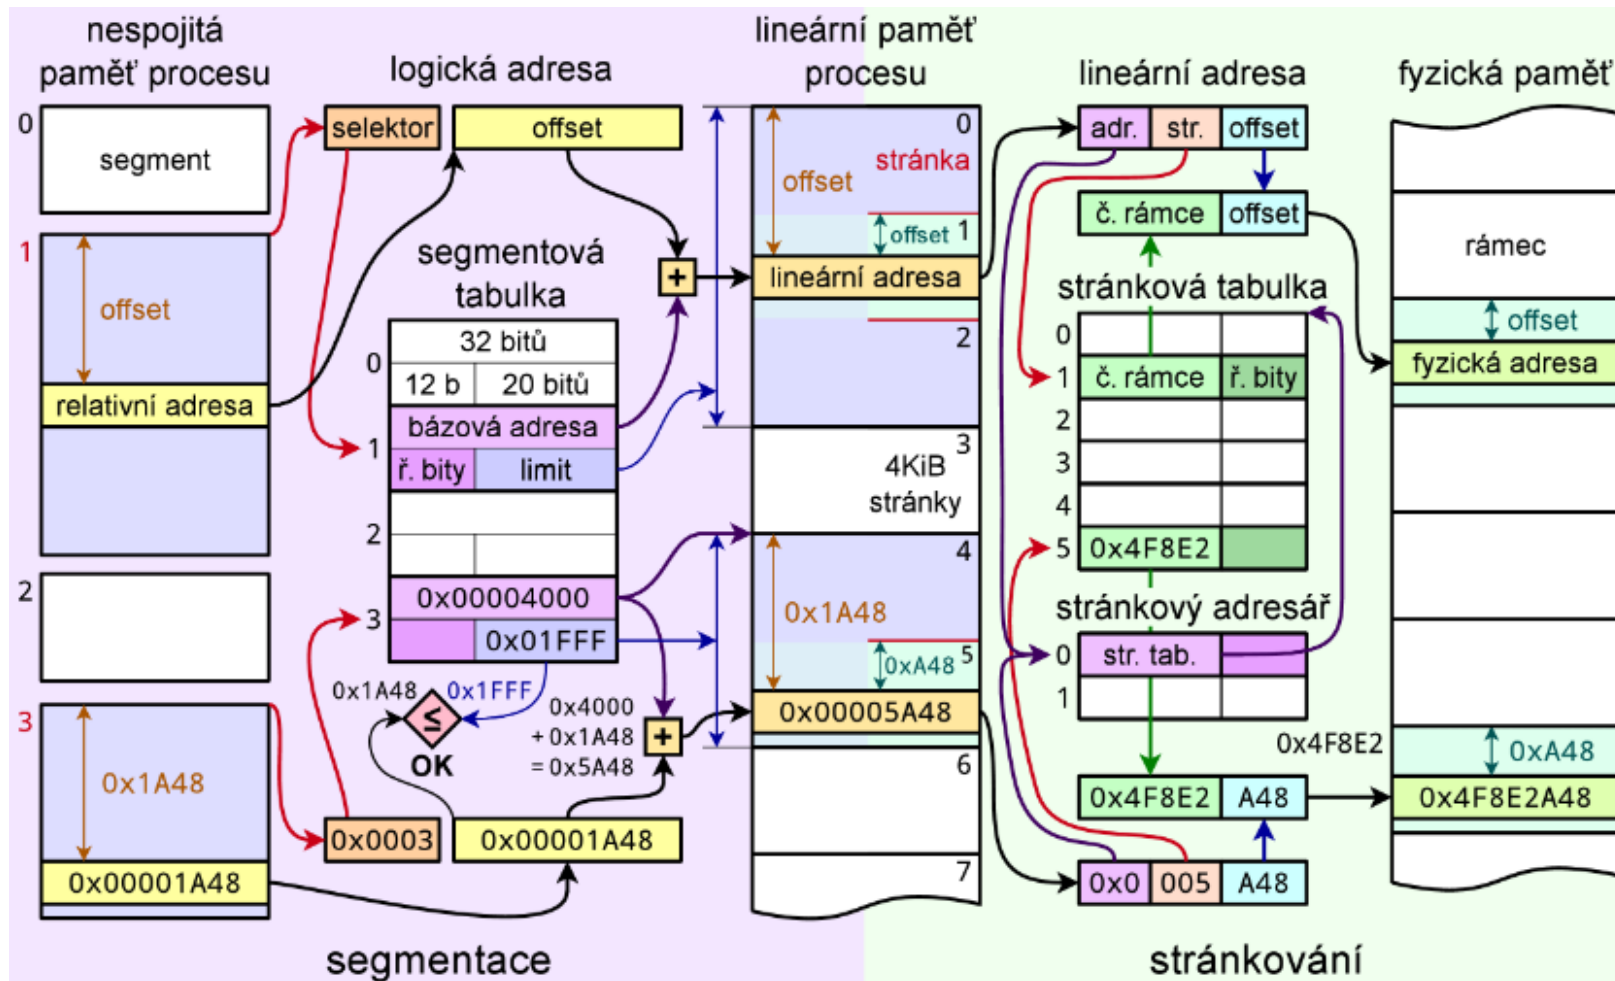 nespojitá
paměť procesu
0
segment
1
offset
relativní adresa
2
3
0x1A48
0x00001A48
logická adresa
selektor
offset
segmentová
tabulka
0
32 bitů
12 b
20 bitů
1
bázová adresa
ř. bity
limit
2
3
0x00004000
0x01FFF
0x1A48
0x1FFF
≤
OK
0x4000
+ 0x1A48
= 0x5A48
+
+
0x0003
0x00001A48
segmentace
lineární paměť
procesu
0
stránka
offset
offset
1
lineární adresa
2
3
4KiB
stránky
4
0x1A48
0xA48
5
0x00005A48
6
7
lineární adresa
adr.
str.
offset
č. rámce
offset
stránková tabulka
0
1
č. rámce
ř. bity
2
3
4
5
0x4F8E2
stránkový adresář
0
str. tab.
1
0x4F8E2
0x4F8E2
A48
0x0
005
A48
stránkování
fyzická paměť
rámec
offset
fyzická adresa
0xA48
0x4F8E2A48